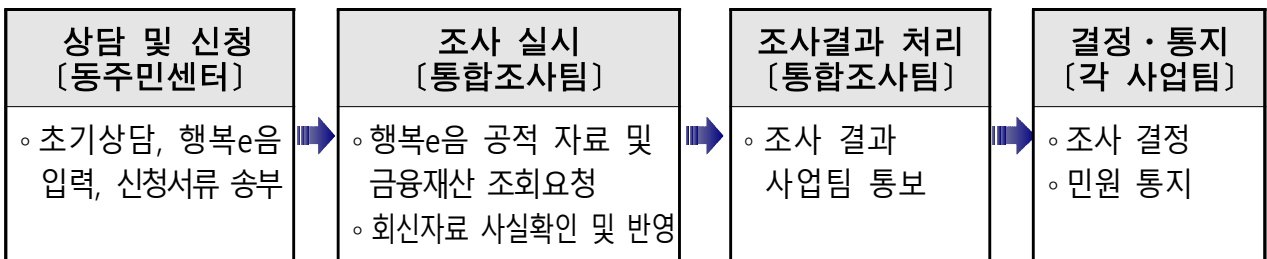 상담 및 신청
〔동주민센터〕
◦ 초기상담, 행복e음
입력, 신청서류 송부
조사 실시
〔통합조사팀〕
◦ 행복e음 공적 자료 및
금융재산 조회요청
◦ 회신자료 사실확인 및 반영
조사결과 처리
〔통합조사팀〕
◦ 조사 결과
사업팀 통보
결정・통지
〔각 사업팀〕
◦ 조사 결정
◦ 민원 통지